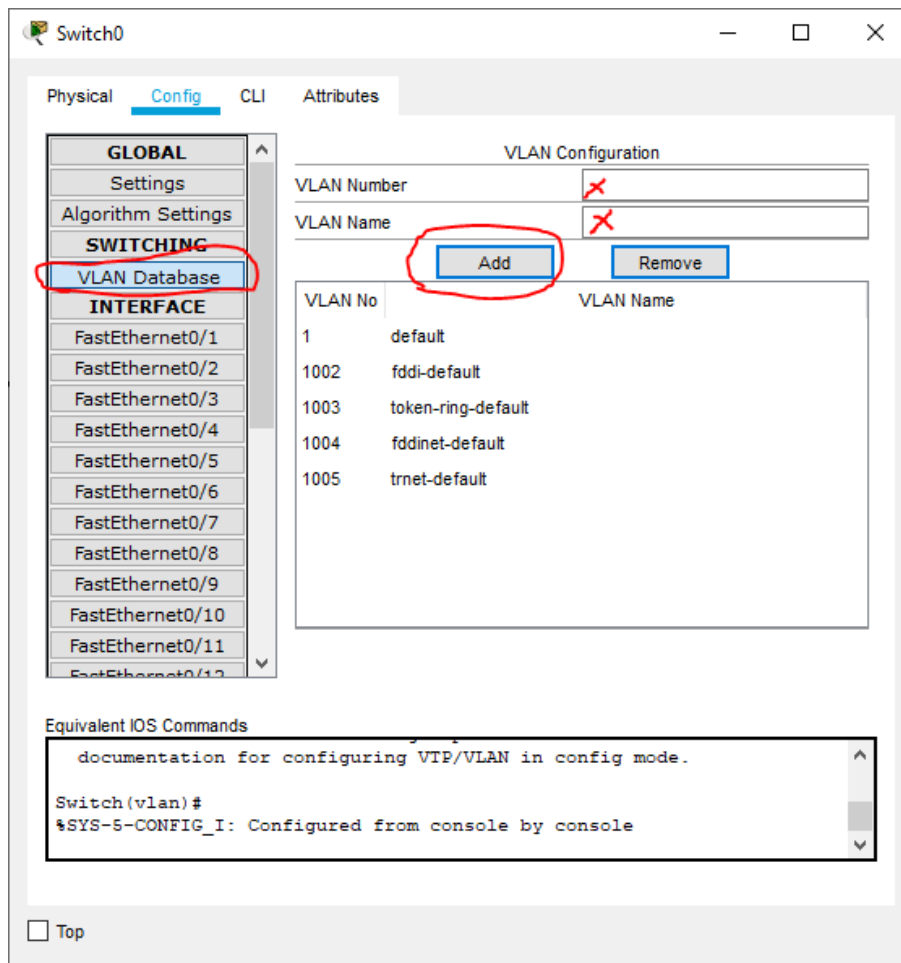 Switch0
Physical Config CLI Attributes
GLOBAL
Settings
Algorithm Settings
SWITCHING
VLAN Database
INTERFACE
FastEthernet0/1
FastEthernet0/2
FastEthernet0/3
FastEthernet0/4
FastEthernet0/5
FastEthernet0/6
FastEthernet0/7
FastEthernet0/8
FastEthernet0/9
FastEthernet0/10
FastEthernet0/11
FastEthernet0/12
VLAN Configuration
VLAN Number
VLAN Name
Add Remove
VLAN No VLAN Name
1 default
1002 fddi-default
1003 token-ring-default
1004 fddinet-default
1005 trnet-default
Equivalent IOS Commands
documentation for configuring VTP/VLAN in config mode.
Switch(vlan)#
%SYS-5-CONFIG_I: Configured from console by console
Top